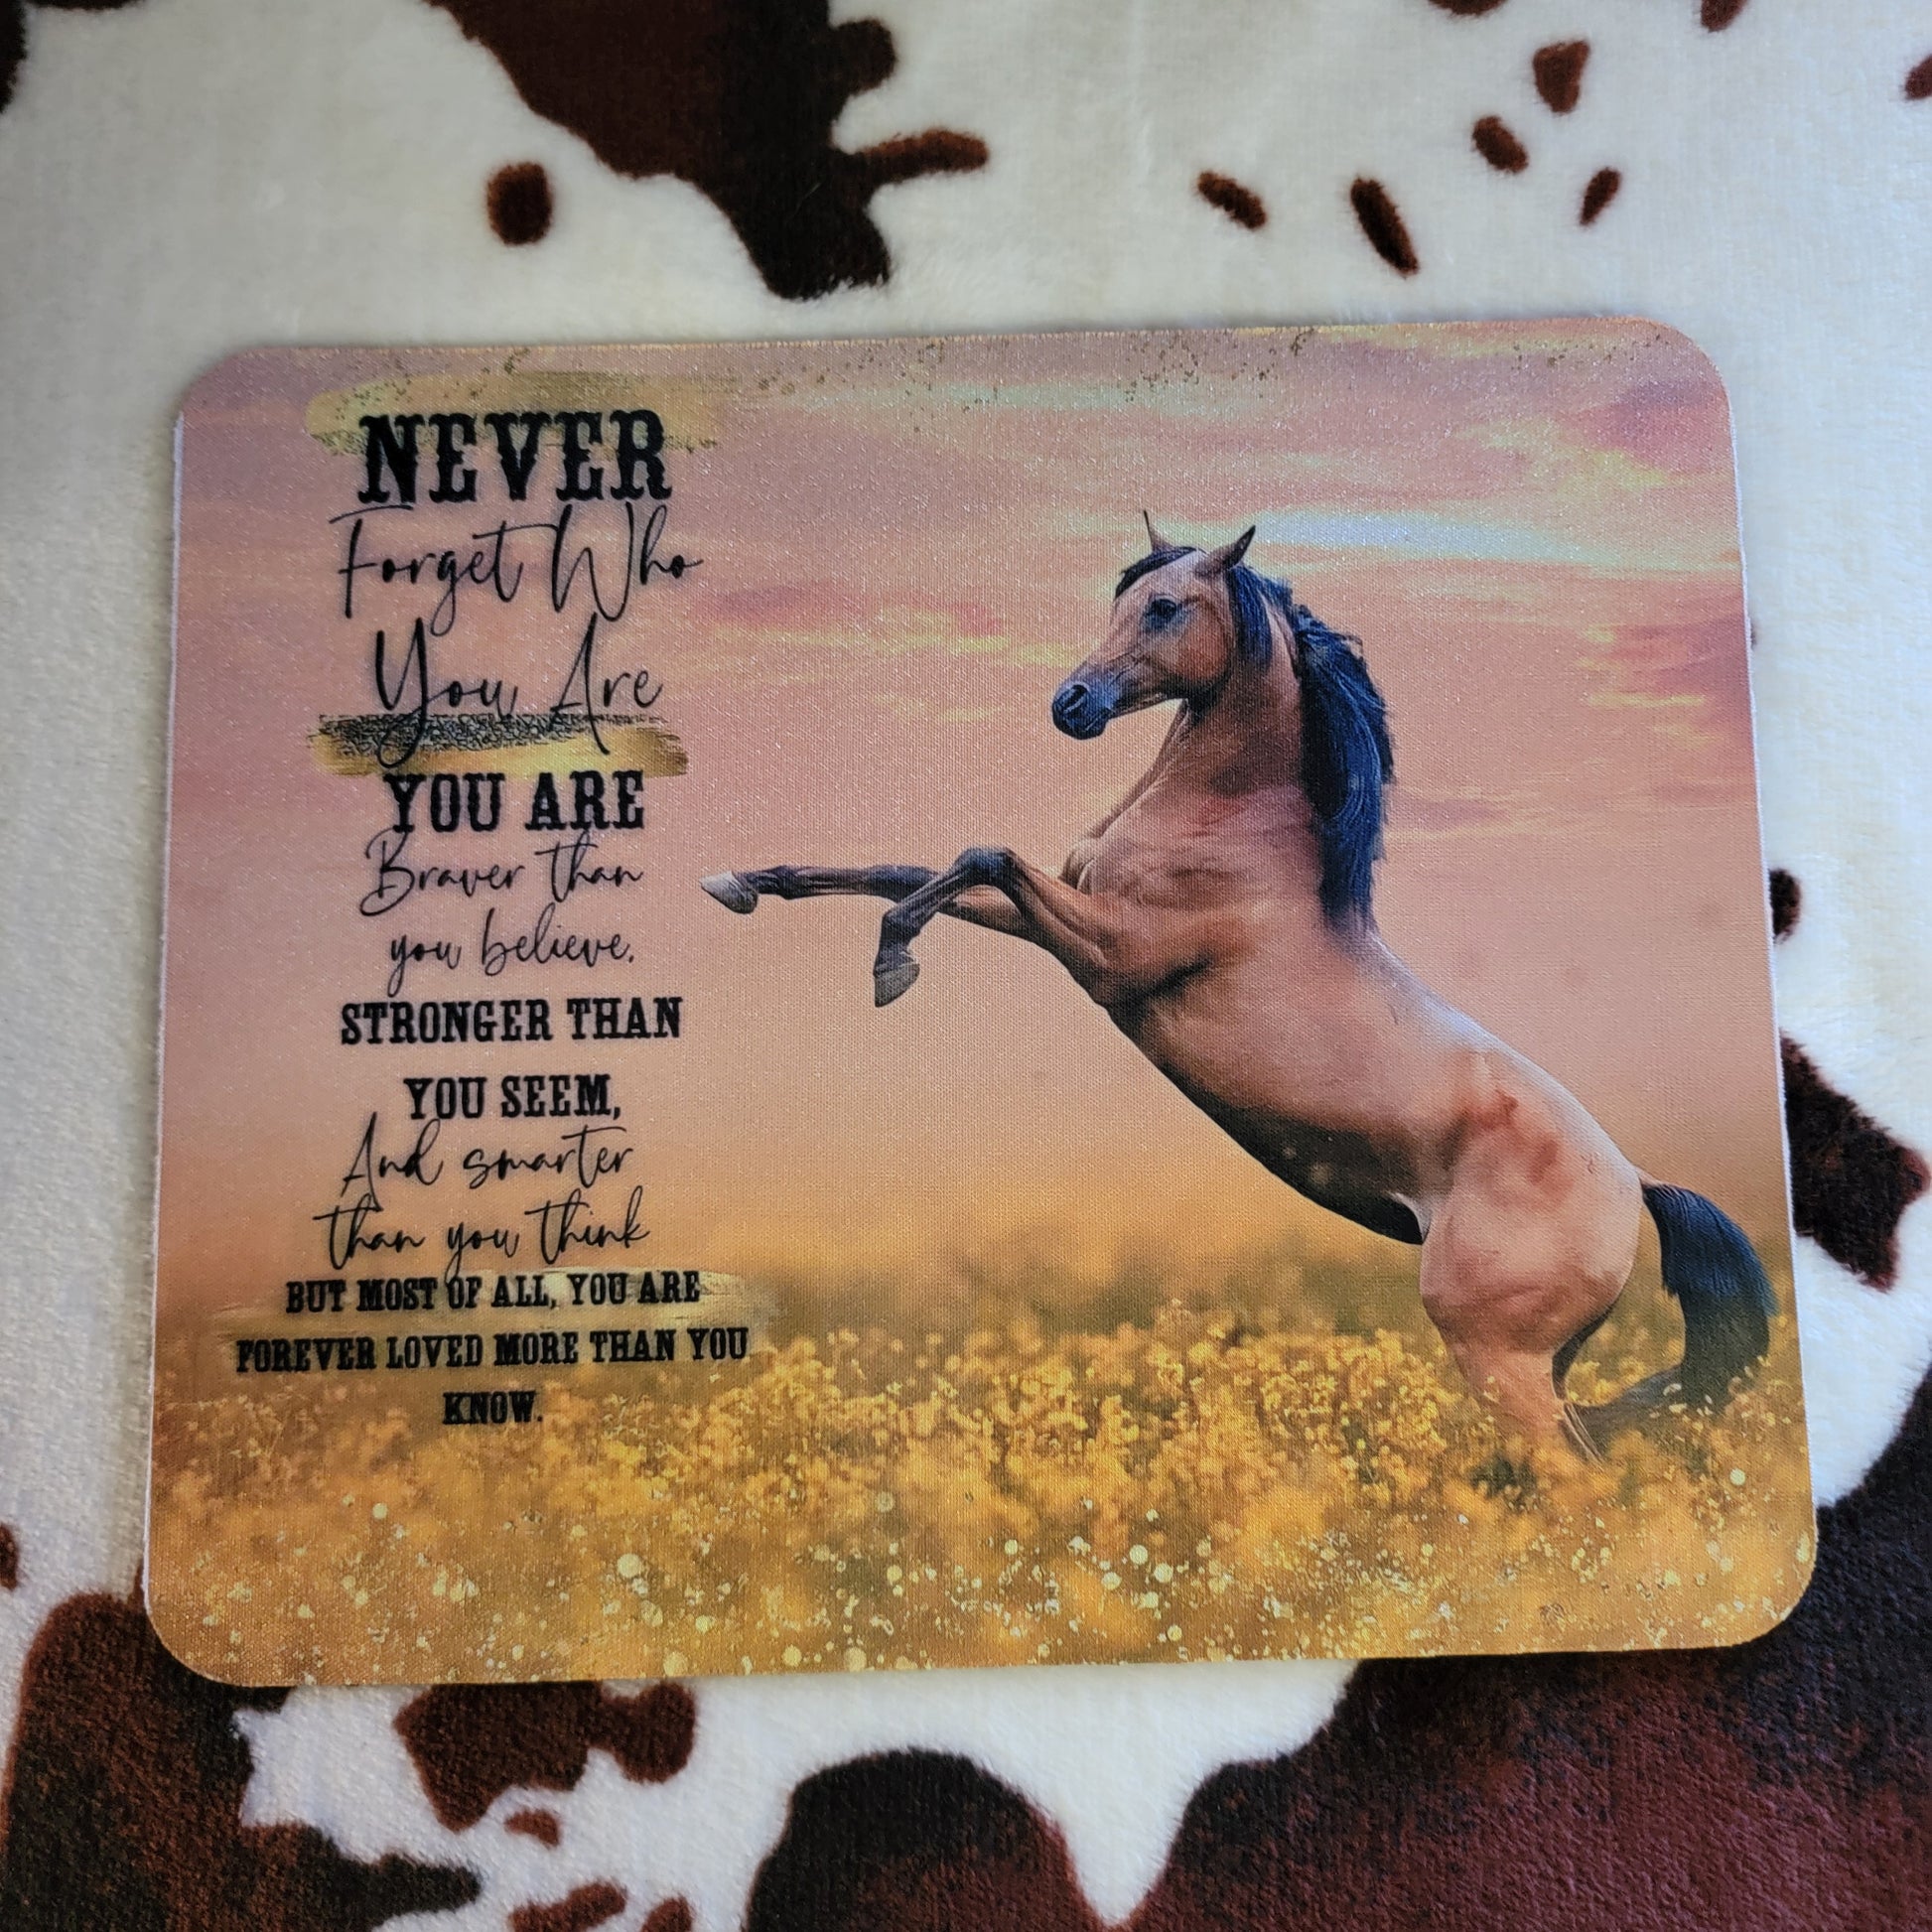 NEVER
Forget Who
You Are
YOU ARE
Braver than
you believe.
STRONGER THAN
YOU SEEM,
And smarter
than you think
BUT MOST OF ALL, YOU ARE
FOREVER LOVED MORE THAN YOU
KNOW.